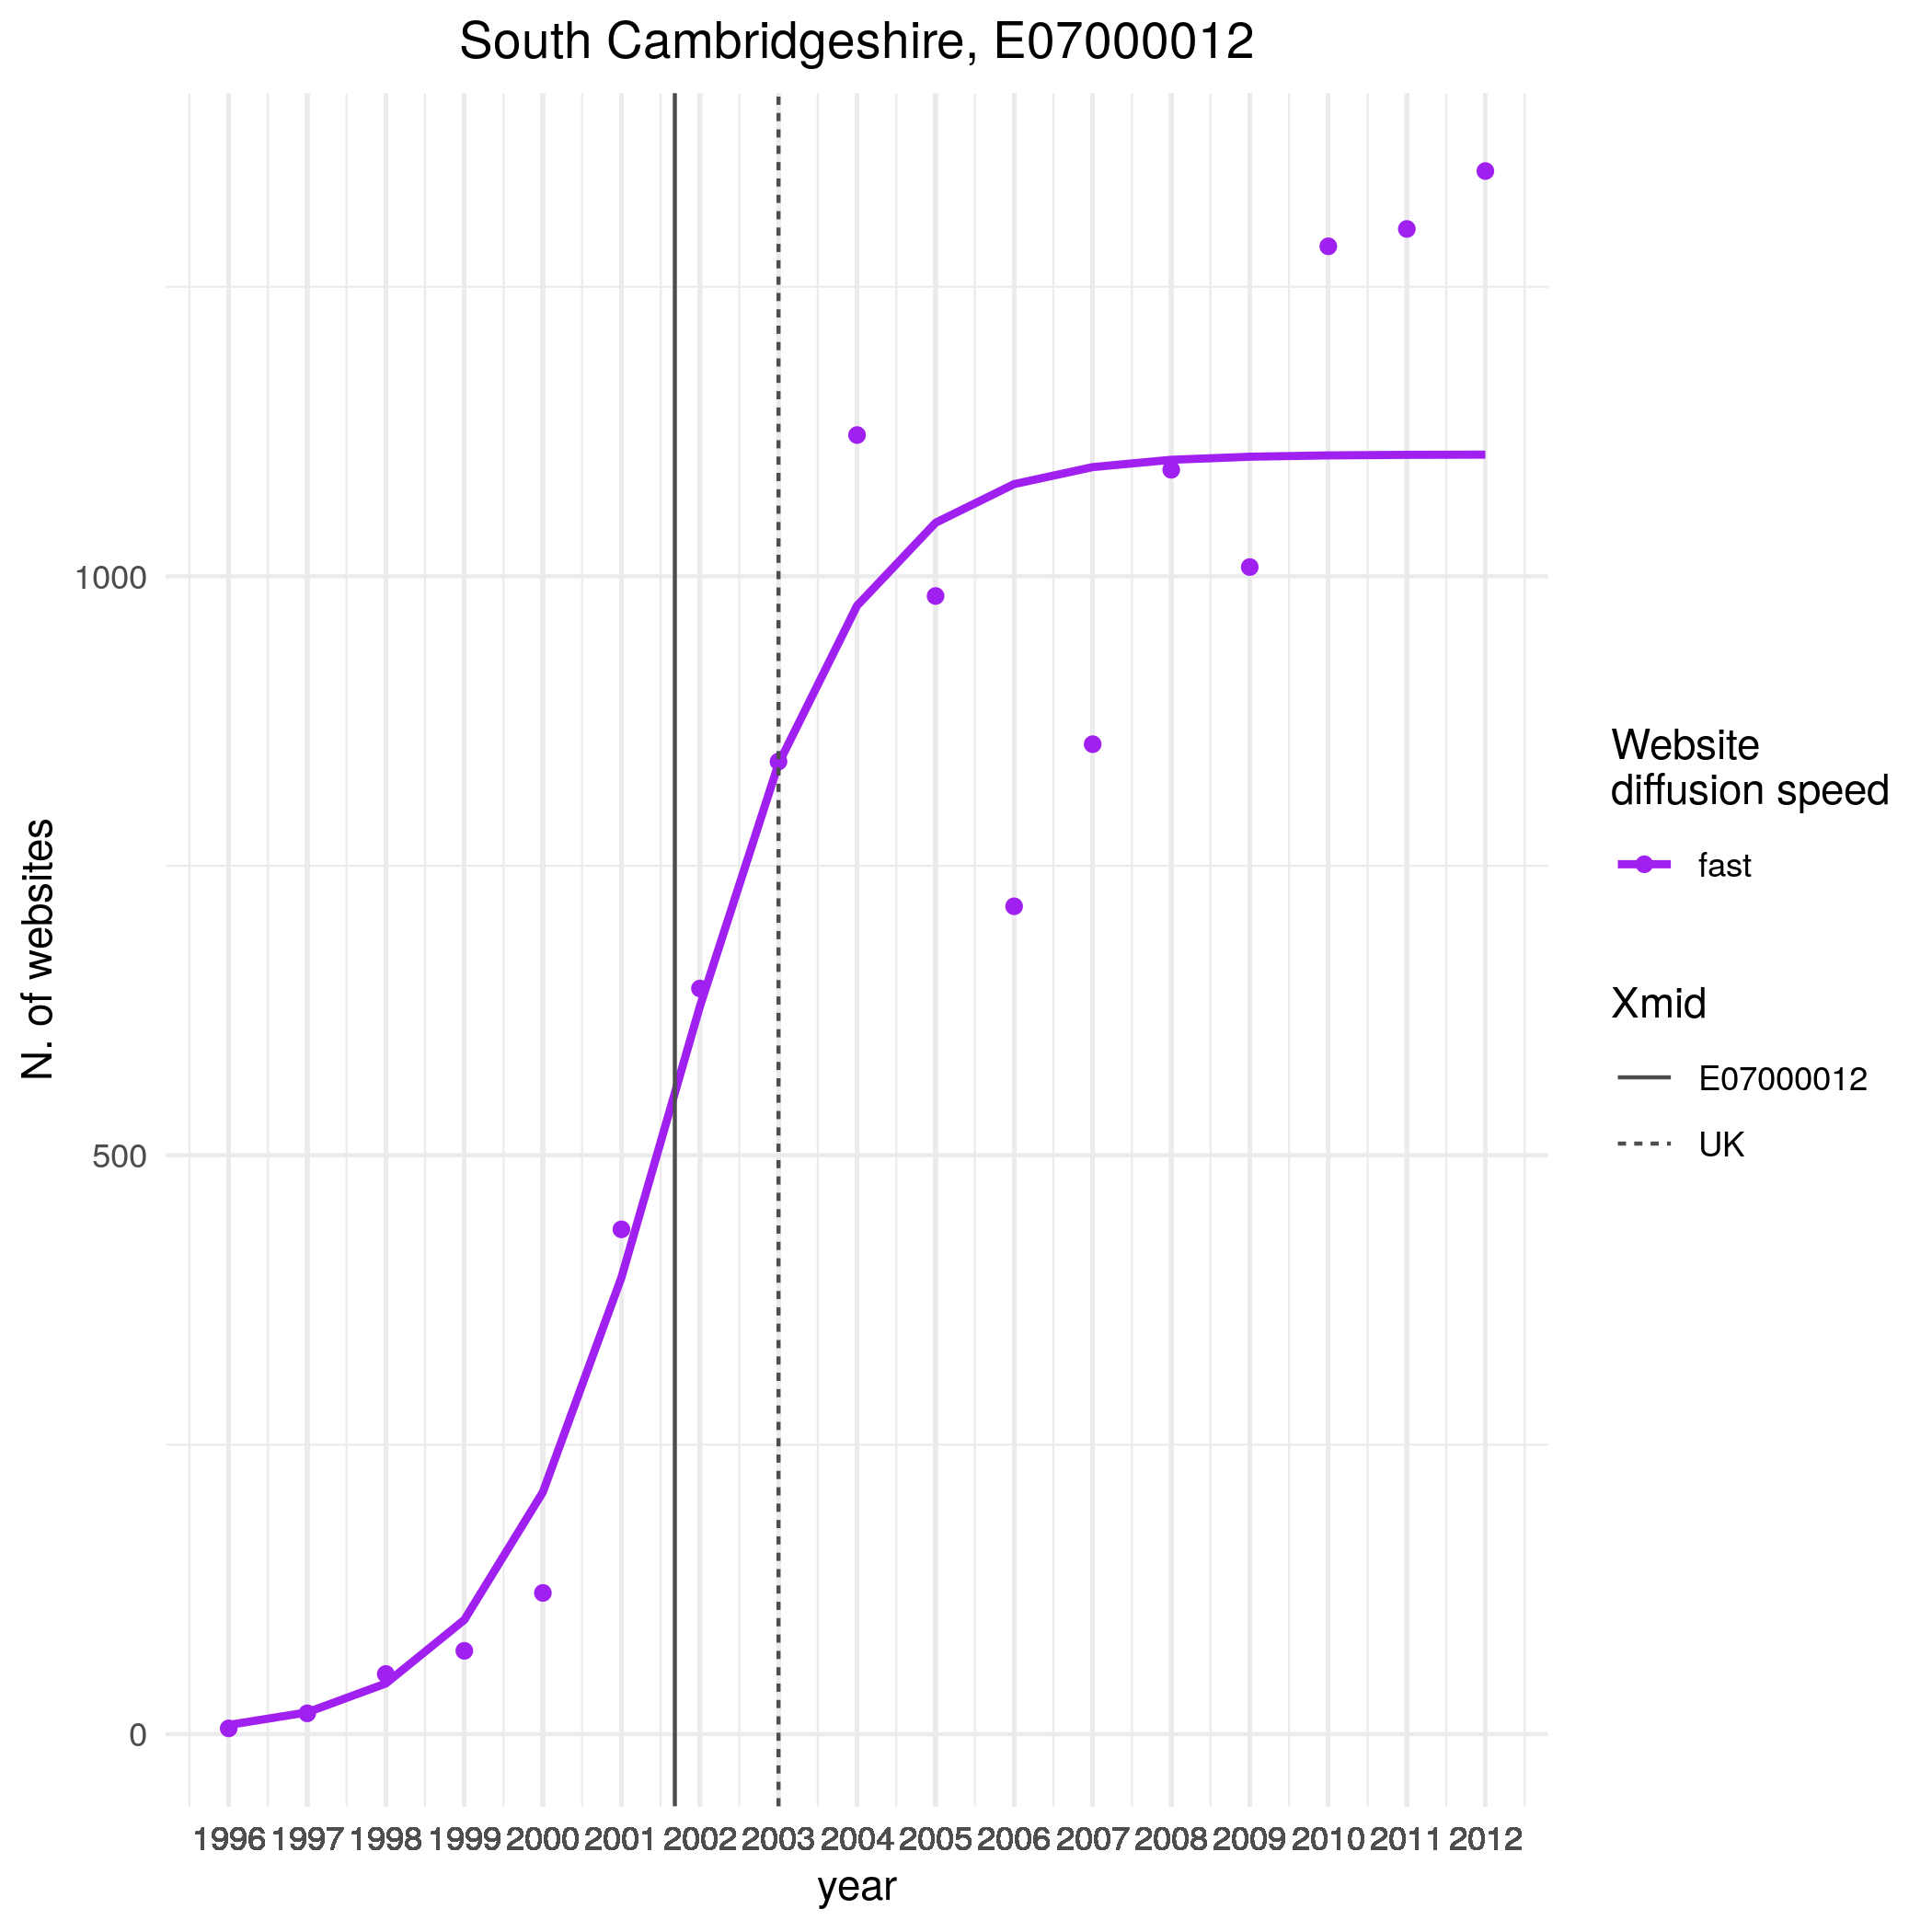 South Cambridgeshire, E07000012
N. of websites
1000
500
0
1996 1997 1998 1999 2000 2001 2002 2003 2004 2005 2006 2007 2008 2009 2010 2011 2012
year
Website
diffusion speed
fast
Xmid
E07000012
UK